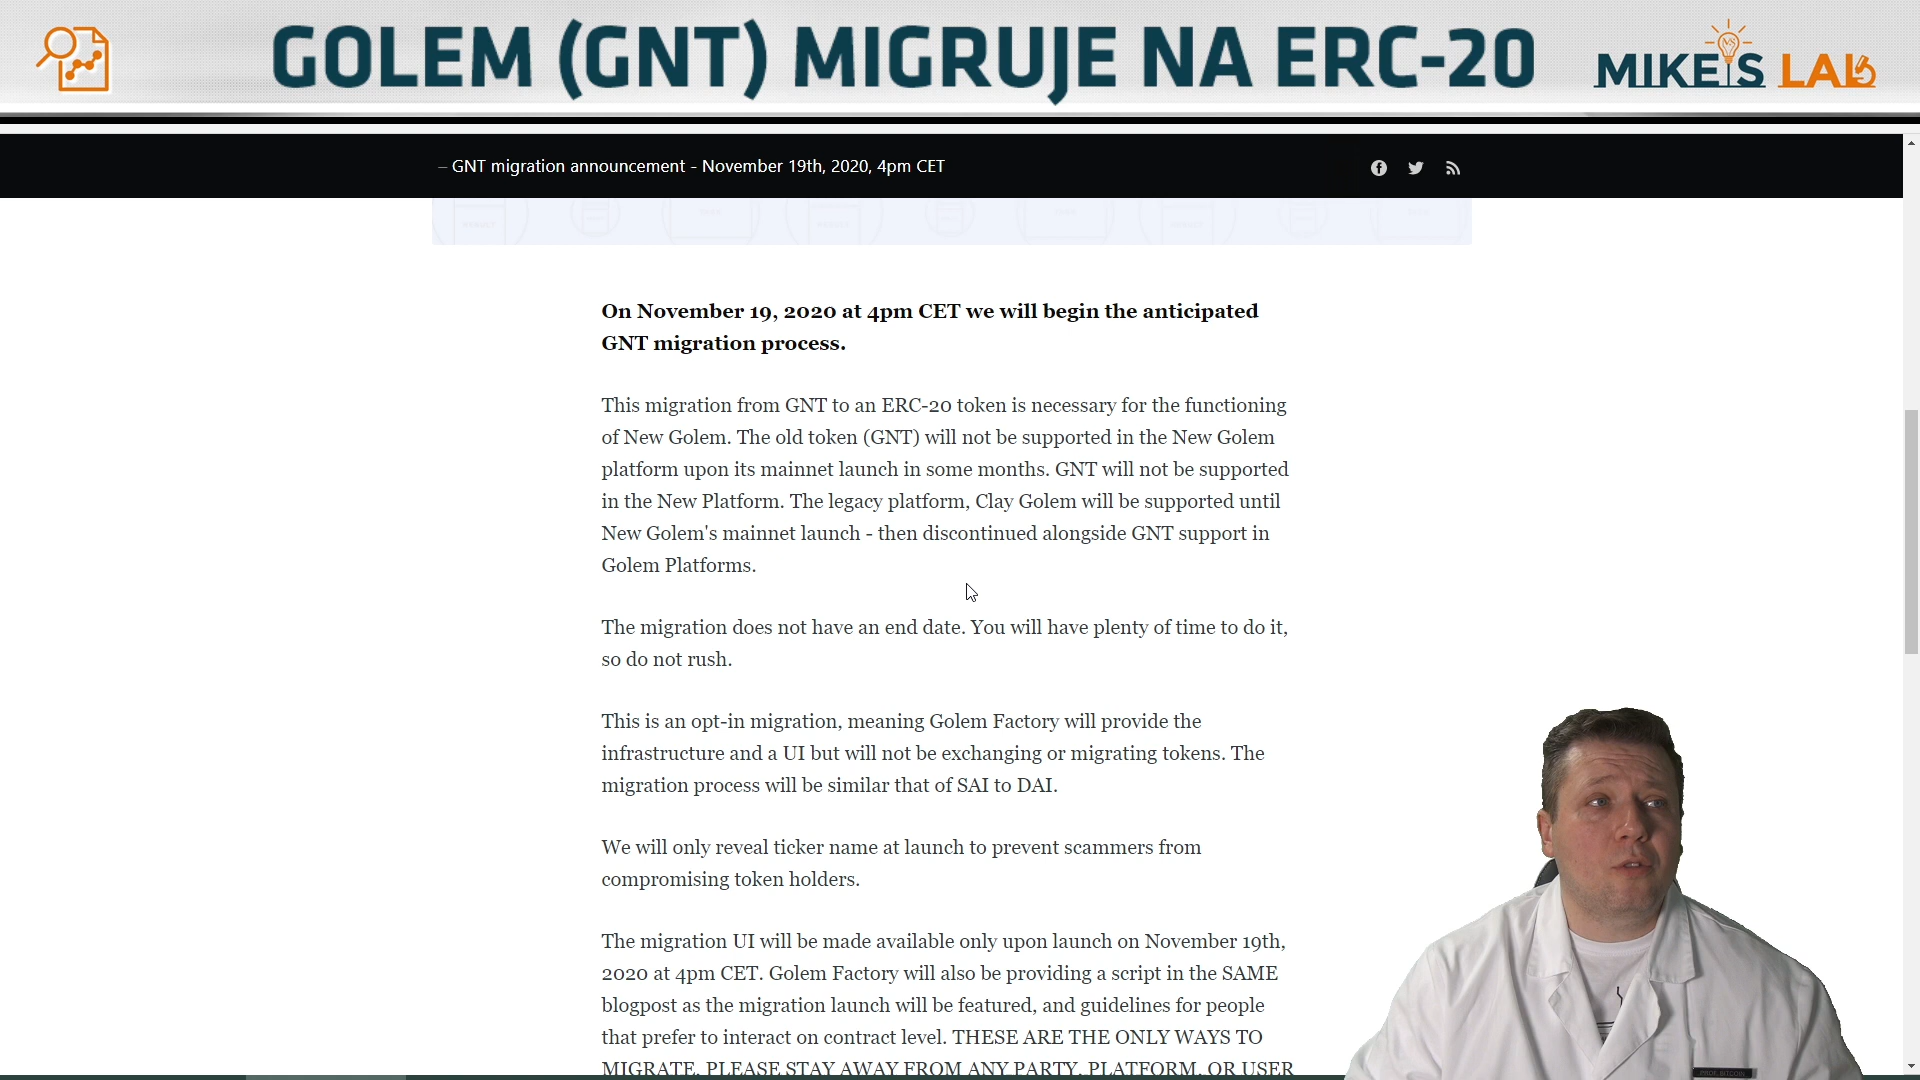 GOLEM (GNT) MIGRUJE NA ERC-20
MIKE'S LAB
– GNT migration announcement - November 19th, 2020, 4pm CET
On November 19, 2020 at 4pm CET we will begin the anticipated
GNT migration process.
This migration from GNT to an ERC-20 token is necessary for the functioning
of New Golem. The old token (GNT) will not be supported in the New Golem
platform upon its mainnet launch in some months. GNT will not be supported
in the New Platform. The legacy platform, Clay Golem will be supported until
New Golem's mainnet launch - then discontinued alongside GNT support in
Golem Platforms.
The migration does not have an end date. You will have plenty of time to do it,
so do not rush.
This is an opt-in migration, meaning Golem Factory will provide the
infrastructure and a UI but will not be exchanging or migrating tokens. The
migration process will be similar that of SAI to DAI.
We will only reveal ticker name at launch to prevent scammers from
compromising token holders.
The migration UI will be made available only upon launch on November 19th,
2020 at 4pm CET. Golem Factory will also be providing a script in the SAME
blogpost as the migration launch will be featured, and guidelines for people
that prefer to interact on contract level. THESE ARE THE ONLY WAYS TO
MIGRATE. PLEASE STAY AWAY FROM ANY PARTY, PLATFORM, OR USER
PROF. BITCOIN